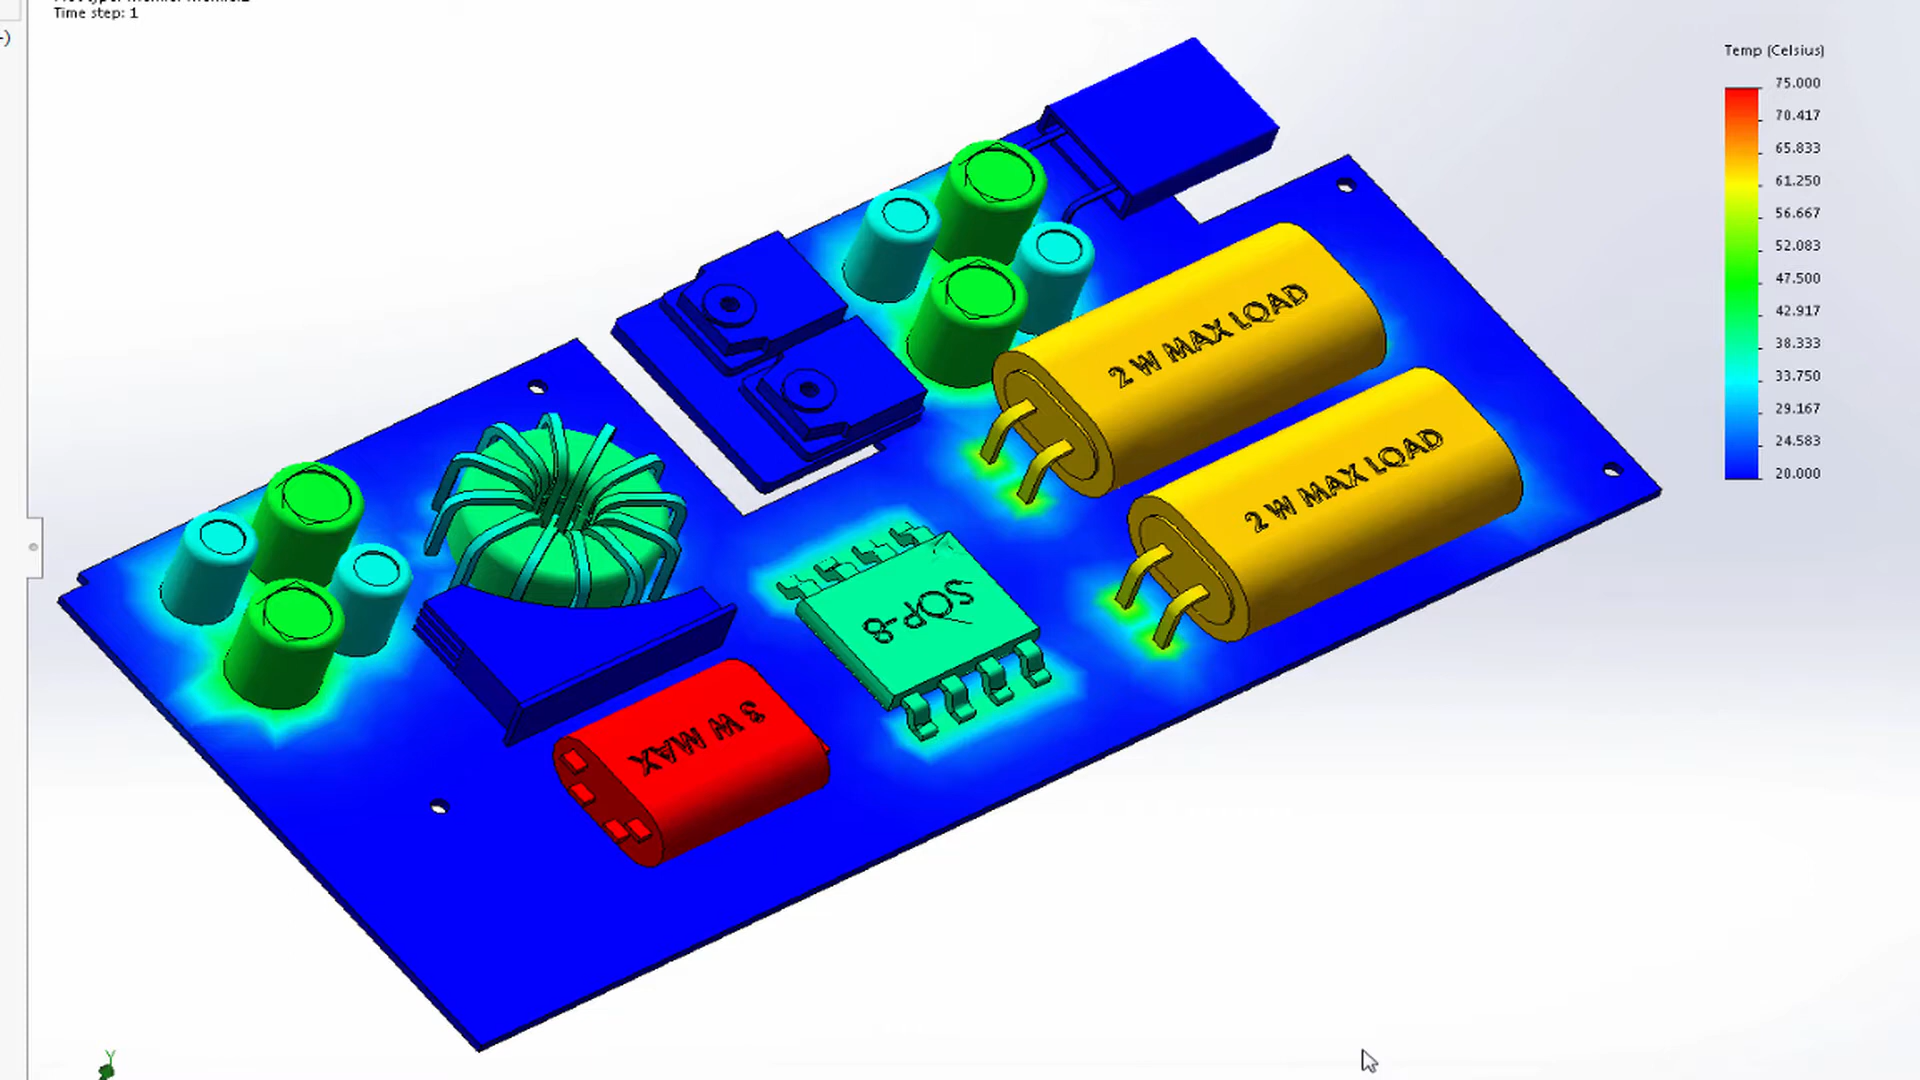 Time step: 1
-)
Temp (Celsius)
75.000
70.417
65.833
61.250
56.667
52.083
47.500
42.917
38.333
33.750
29.167
24.583
20.000
2 W MAX LOAD
2 W MAX LOAD
SOP-8
3 W MAX
Y